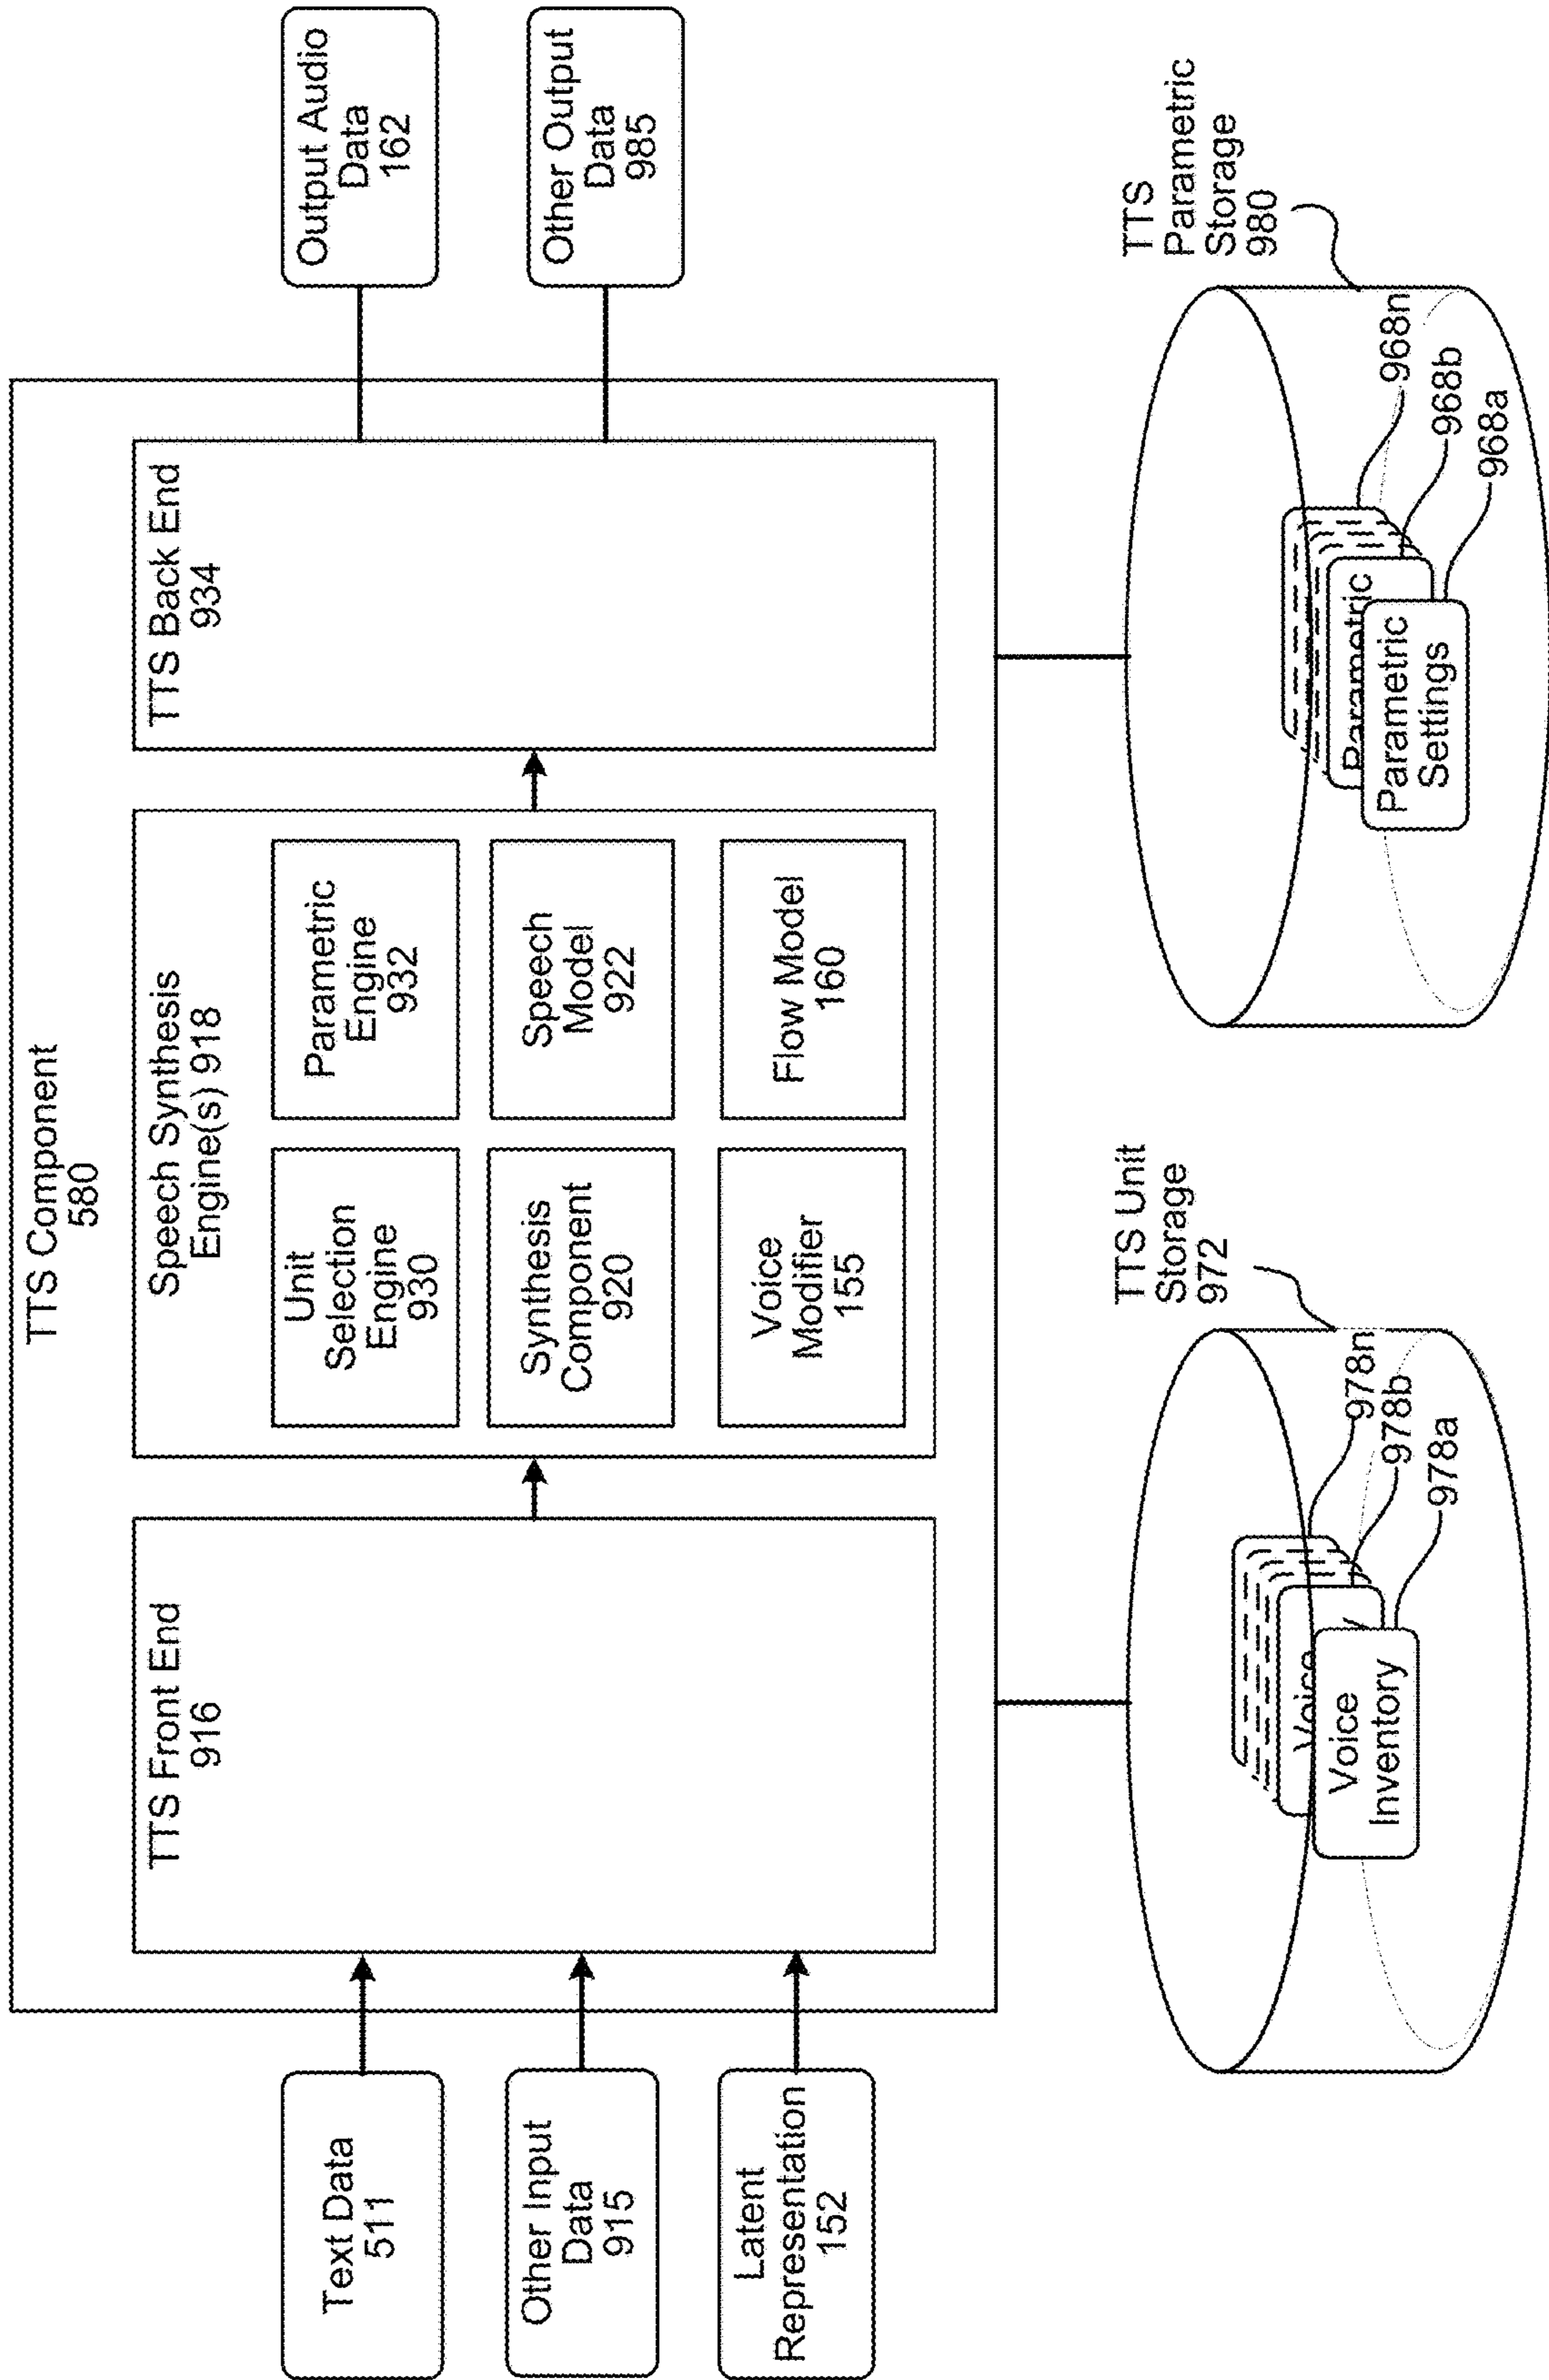 TTS Component
580
TTS Front End
916
Speech Synthesis
Engine(s) 918
TTS Back End
934
Text Data
511
Other Input
Data
915
Latent
Representation
152
Unit
Selection
Engine
930
Parametric
Engine
932
Synthesis
Component
920
Speech
Model
922
Voice
Modifier
155
Flow Model
160
Output Audio
Data
162
Other Output
Data
985
TTS Unit
Storage
972
978n
978b
978a
Voice
Voice
Inventory
TTS
Parametric
Storage
980
968n
968b
968a
Parametric
Parametric
Settings